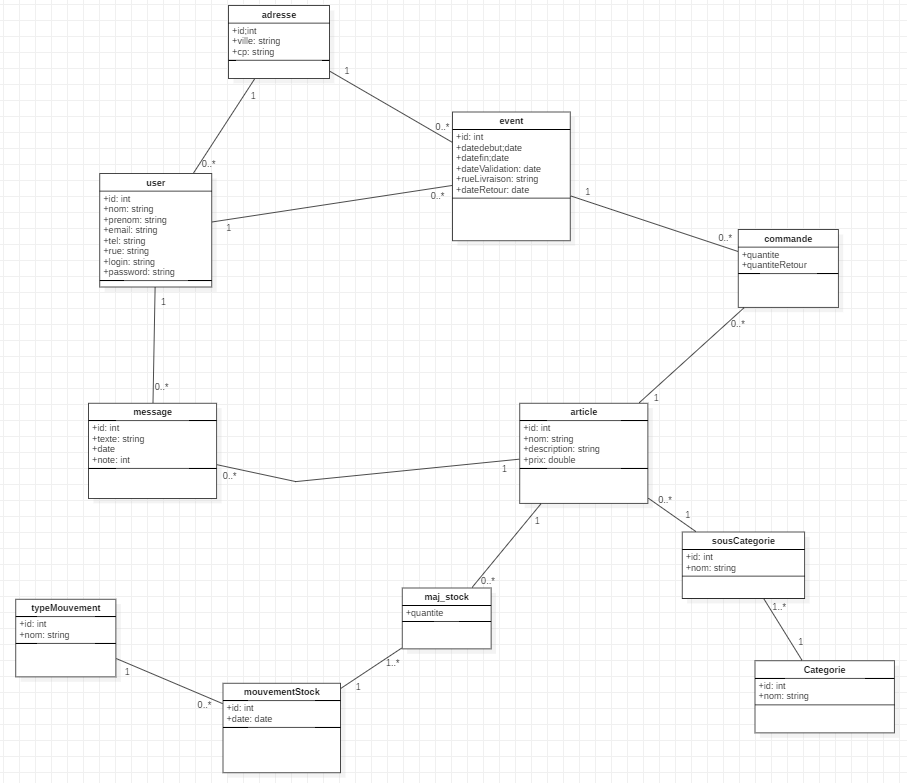 adresse
+id;int
+ville: string
+cp: string
1
1
0..*
0..*
event
+id: int
+datedebut;date
+datefin;date
+dateValidation: date
+rueLivraison: string
+dateRetour: date
user
+id: int
+nom: string
+prenom: string
+email: string
+tel: string
+rue: string
+login: string
+password: string
1
0..*
1
0..*
commande
+quantite
+quantiteRetour
1
0..*
0..*
1
message
+id: int
+texte: string
+date
+note: int
article
+id: int
+nom: string
+description: string
+prix: double
0..*
1
0..*
1
1
0..*
sousCategorie
+id: int
+nom: string
maj_stock
+quantite
typeMouvement
+id: int
+nom: string
1..*
1
1..*
1
Categorie
+id: int
+nom: string
1
0..*
mouvementStock
+id: int
+date: date